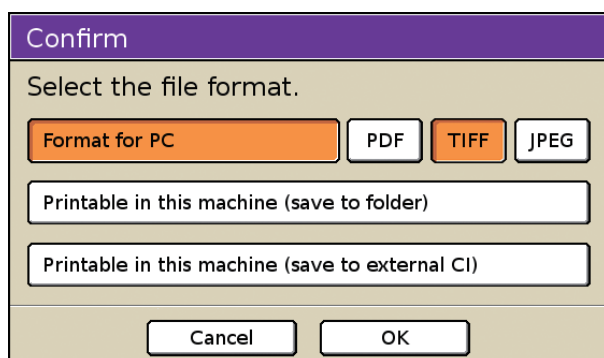 Confirm
Select the file format.
Format for PC PDF TIFF JPEG
Printable in this machine (save to folder)
Printable in this machine (save to external CI)
Cancel OK